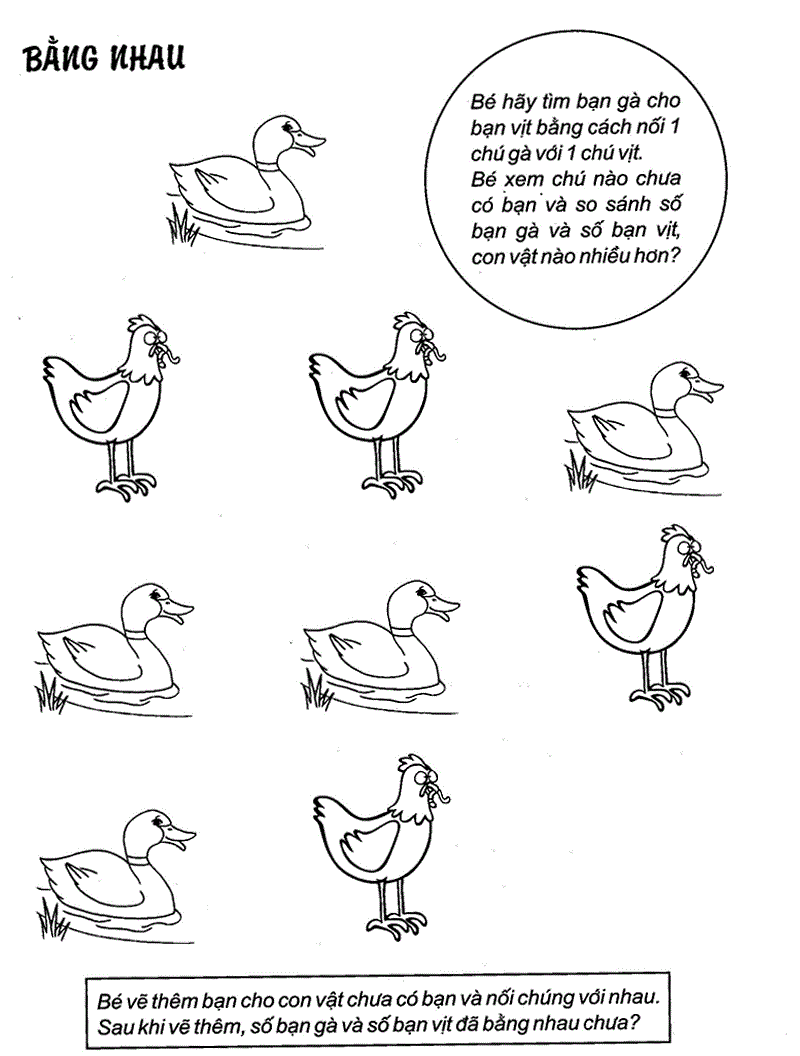 BẰNG NHAU
Bé hãy tìm bạn gà cho
bạn vịt bằng cách nối 1
chú gà với 1 chú vịt.
Bé xem chú nào chưa
có bạn và so sánh số
bạn gà và số bạn vịt,
con vật nào nhiều hơn?
Bé vẽ thêm bạn cho con vật chưa có bạn và nối chúng với nhau.
Sau khi vẽ thêm, số bạn gà và số bạn vịt đã bằng nhau chưa?